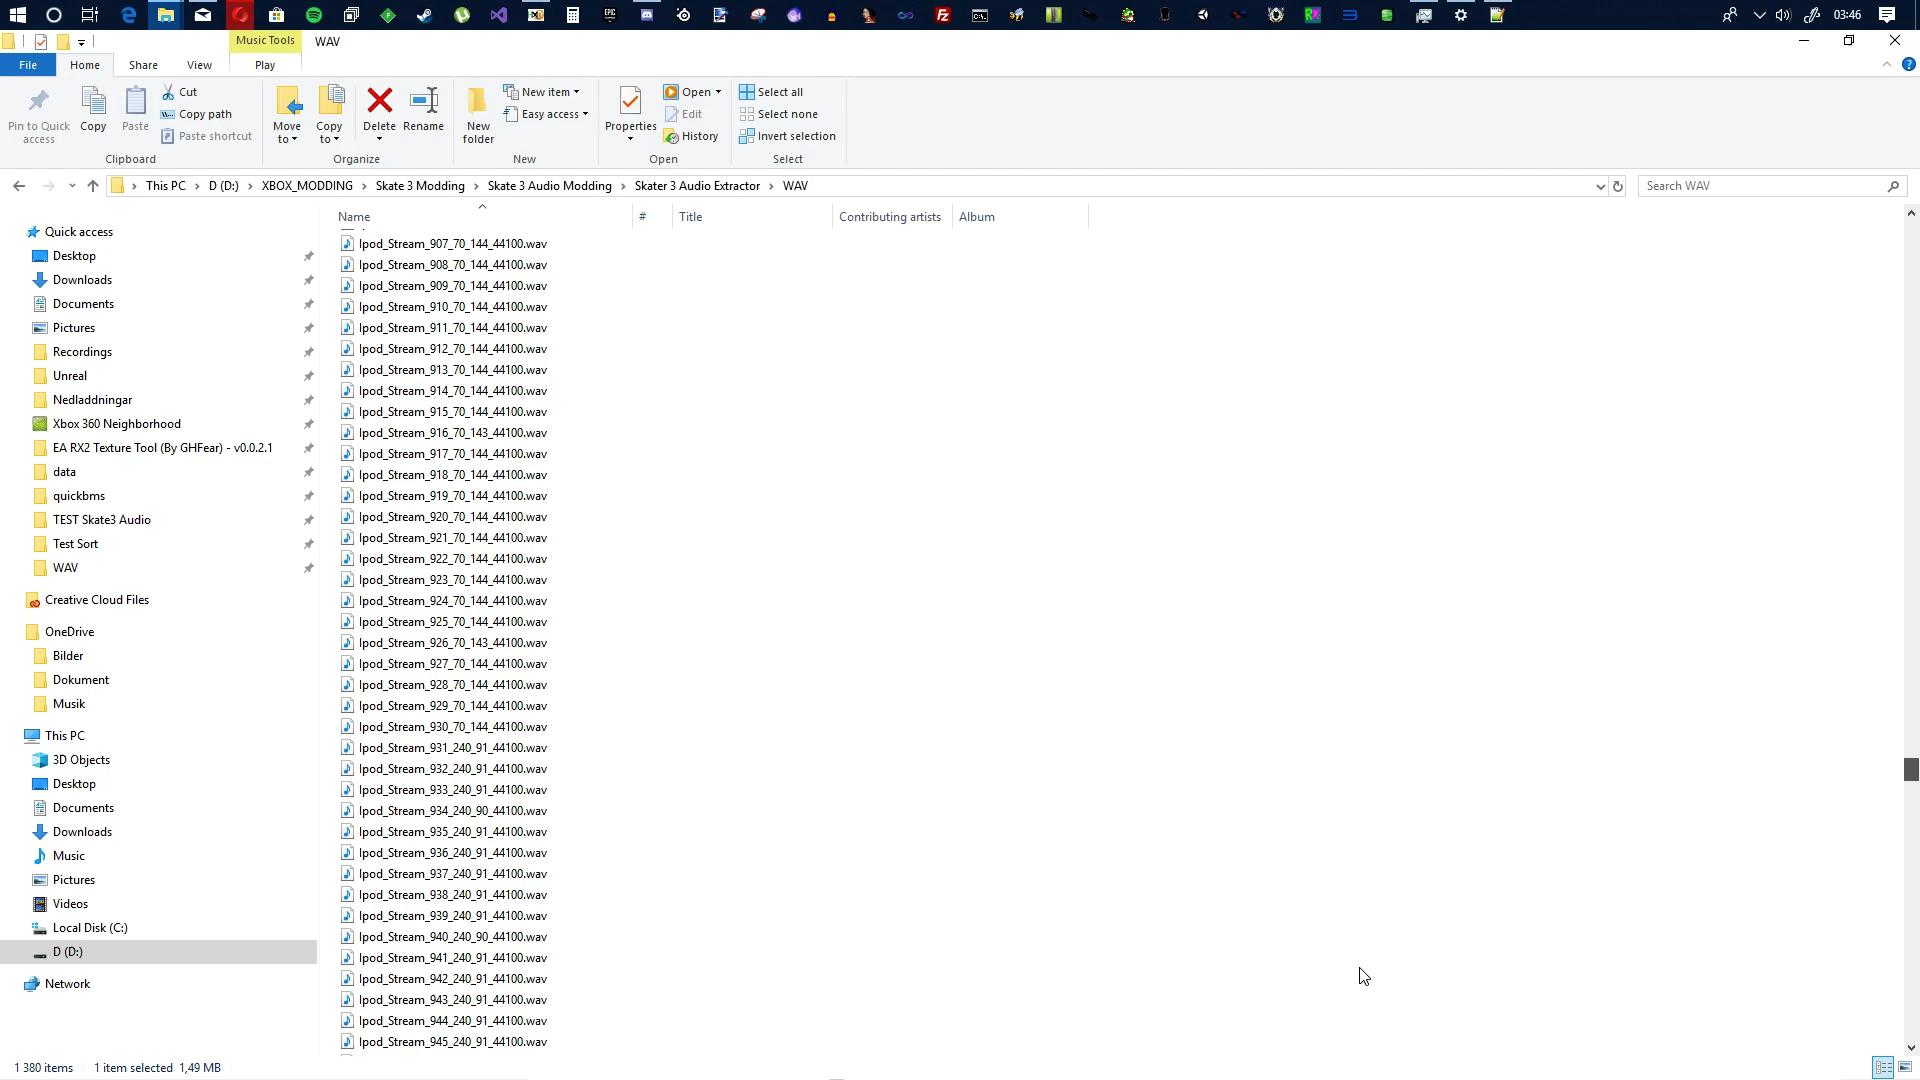 03:46
Music Tools WAV
File Home Share View Play
Pin to Quick access
Copy
Paste
Cut
Copy path
Paste shortcut
Clipboard
Move to
Copy to
Delete
Rename
Organize
New folder
New item
Easy access
New
Properties
Open
Edit
History
Open
Select all
Select none
Invert selection
Select
This PC D (D:) XBOX_MODDING Skate 3 Modding Skate 3 Audio Modding Skater 3 Audio Extractor WAV
Search WAV
Name # Title Contributing artists Album
Quick access
Desktop
Downloads
Documents
Pictures
Recordings
Unreal
Nedladdningar
Xbox 360 Neighborhood
EA RX2 Texture Tool (By GHFear) - v0.0.2.1
data
quickbms
TEST Skate3 Audio
Test Sort
WAV
Creative Cloud Files
OneDrive
Bilder
Dokument
Musik
This PC
3D Objects
Desktop
Documents
Downloads
Music
Pictures
Videos
Local Disk (C:)
D (D:)
Network
Ipod_Stream_907_70_144_44100.wav
Ipod_Stream_908_70_144_44100.wav
Ipod_Stream_909_70_144_44100.wav
Ipod_Stream_910_70_144_44100.wav
Ipod_Stream_911_70_144_44100.wav
Ipod_Stream_912_70_144_44100.wav
Ipod_Stream_913_70_144_44100.wav
Ipod_Stream_914_70_144_44100.wav
Ipod_Stream_915_70_144_44100.wav
Ipod_Stream_916_70_143_44100.wav
Ipod_Stream_917_70_144_44100.wav
Ipod_Stream_918_70_144_44100.wav
Ipod_Stream_919_70_144_44100.wav
Ipod_Stream_920_70_144_44100.wav
Ipod_Stream_921_70_144_44100.wav
Ipod_Stream_922_70_144_44100.wav
Ipod_Stream_923_70_144_44100.wav
Ipod_Stream_924_70_144_44100.wav
Ipod_Stream_925_70_144_44100.wav
Ipod_Stream_926_70_143_44100.wav
Ipod_Stream_927_70_144_44100.wav
Ipod_Stream_928_70_144_44100.wav
Ipod_Stream_929_70_144_44100.wav
Ipod_Stream_930_70_144_44100.wav
Ipod_Stream_931_240_91_44100.wav
Ipod_Stream_932_240_91_44100.wav
Ipod_Stream_933_240_91_44100.wav
Ipod_Stream_934_240_90_44100.wav
Ipod_Stream_935_240_91_44100.wav
Ipod_Stream_936_240_91_44100.wav
Ipod_Stream_937_240_91_44100.wav
Ipod_Stream_938_240_91_44100.wav
Ipod_Stream_939_240_91_44100.wav
Ipod_Stream_940_240_90_44100.wav
Ipod_Stream_941_240_91_44100.wav
Ipod_Stream_942_240_91_44100.wav
Ipod_Stream_943_240_91_44100.wav
Ipod_Stream_944_240_91_44100.wav
Ipod_Stream_945_240_91_44100.wav
1 380 items 1 item selected 1,49 MB